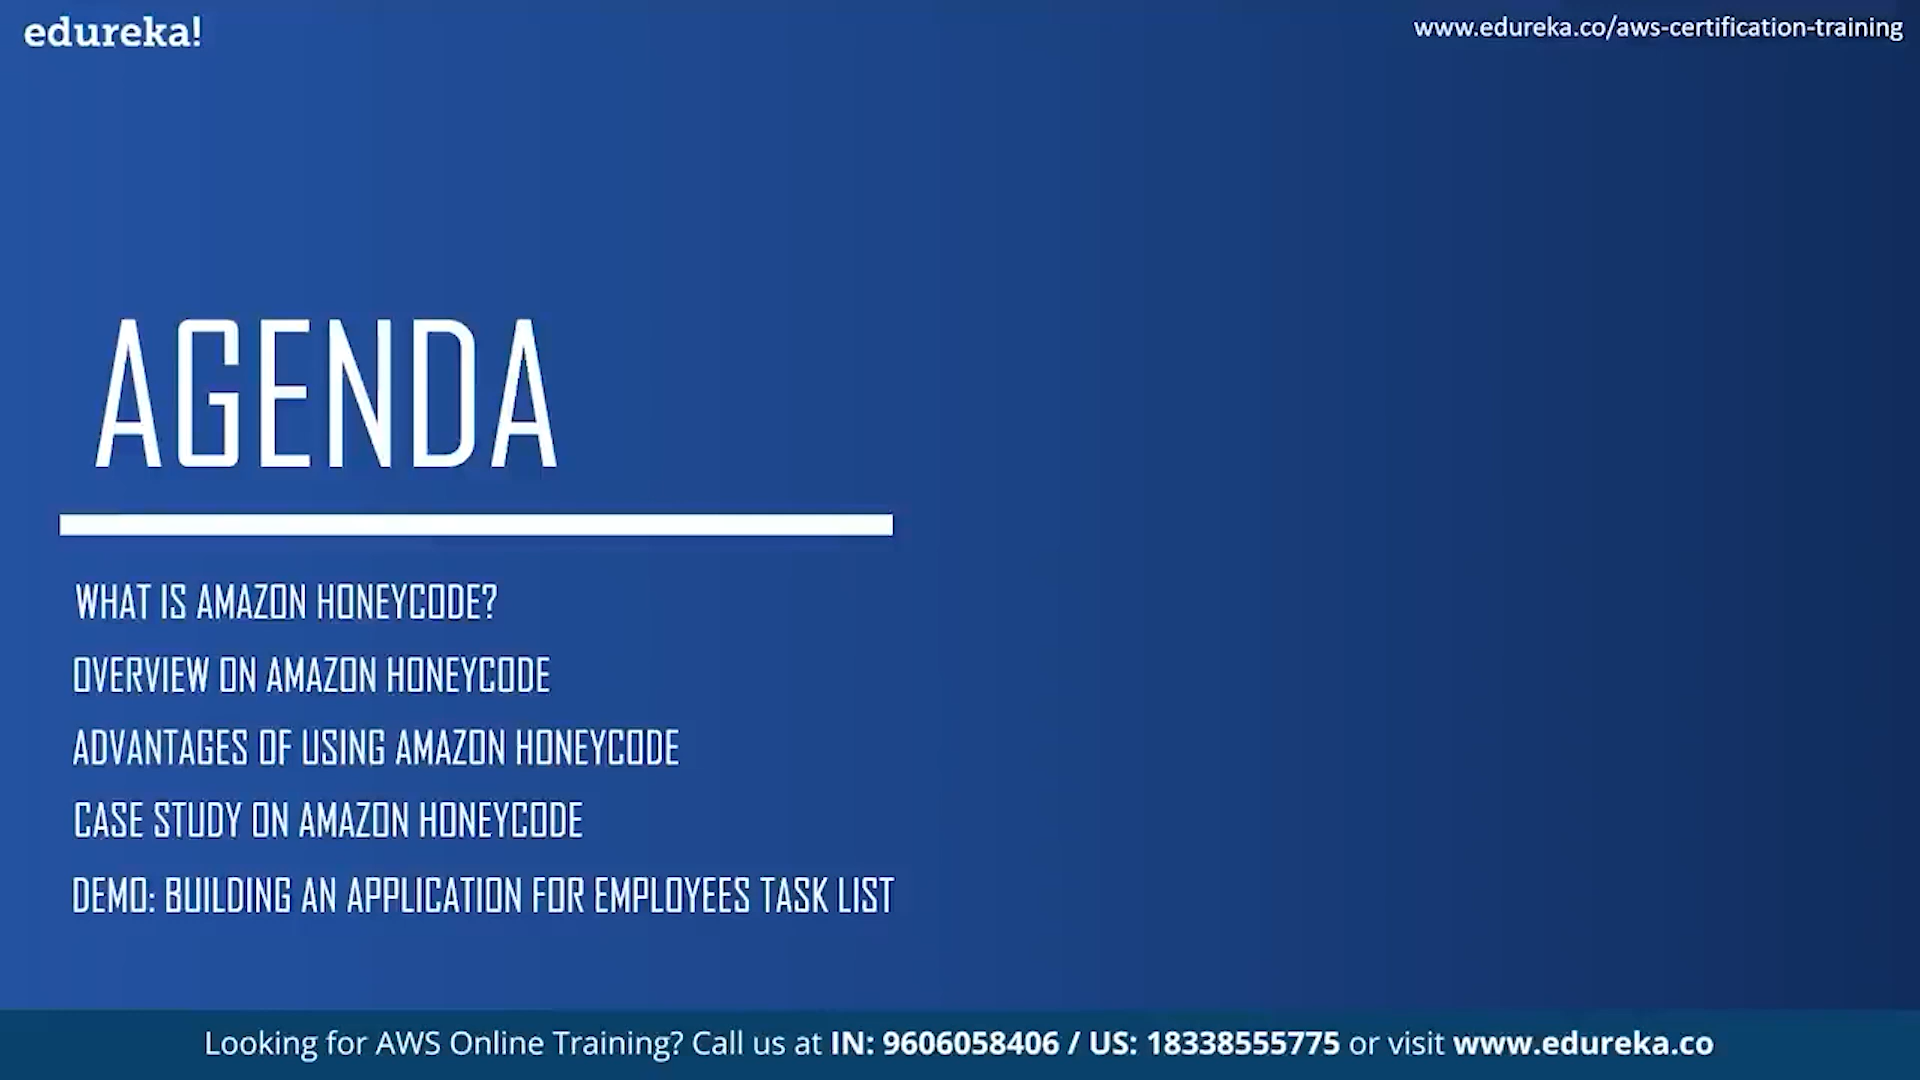 edureka!
www.edureka.co/aws-certification-training
AGENDA
WHAT IS AMAZON HONEYCODE?
OVERVIEW ON AMAZON HONEYCODE
ADVANTAGES OF USING AMAZON HONEYCODE
CASE STUDY ON AMAZON HONEYCODE
DEMO: BUILDING AN APPLICATION FOR EMPLOYEES TASK LIST
Looking for AWS Online Training? Call us at IN: 9606058406 / US: 18338555775 or visit www.edureka.co